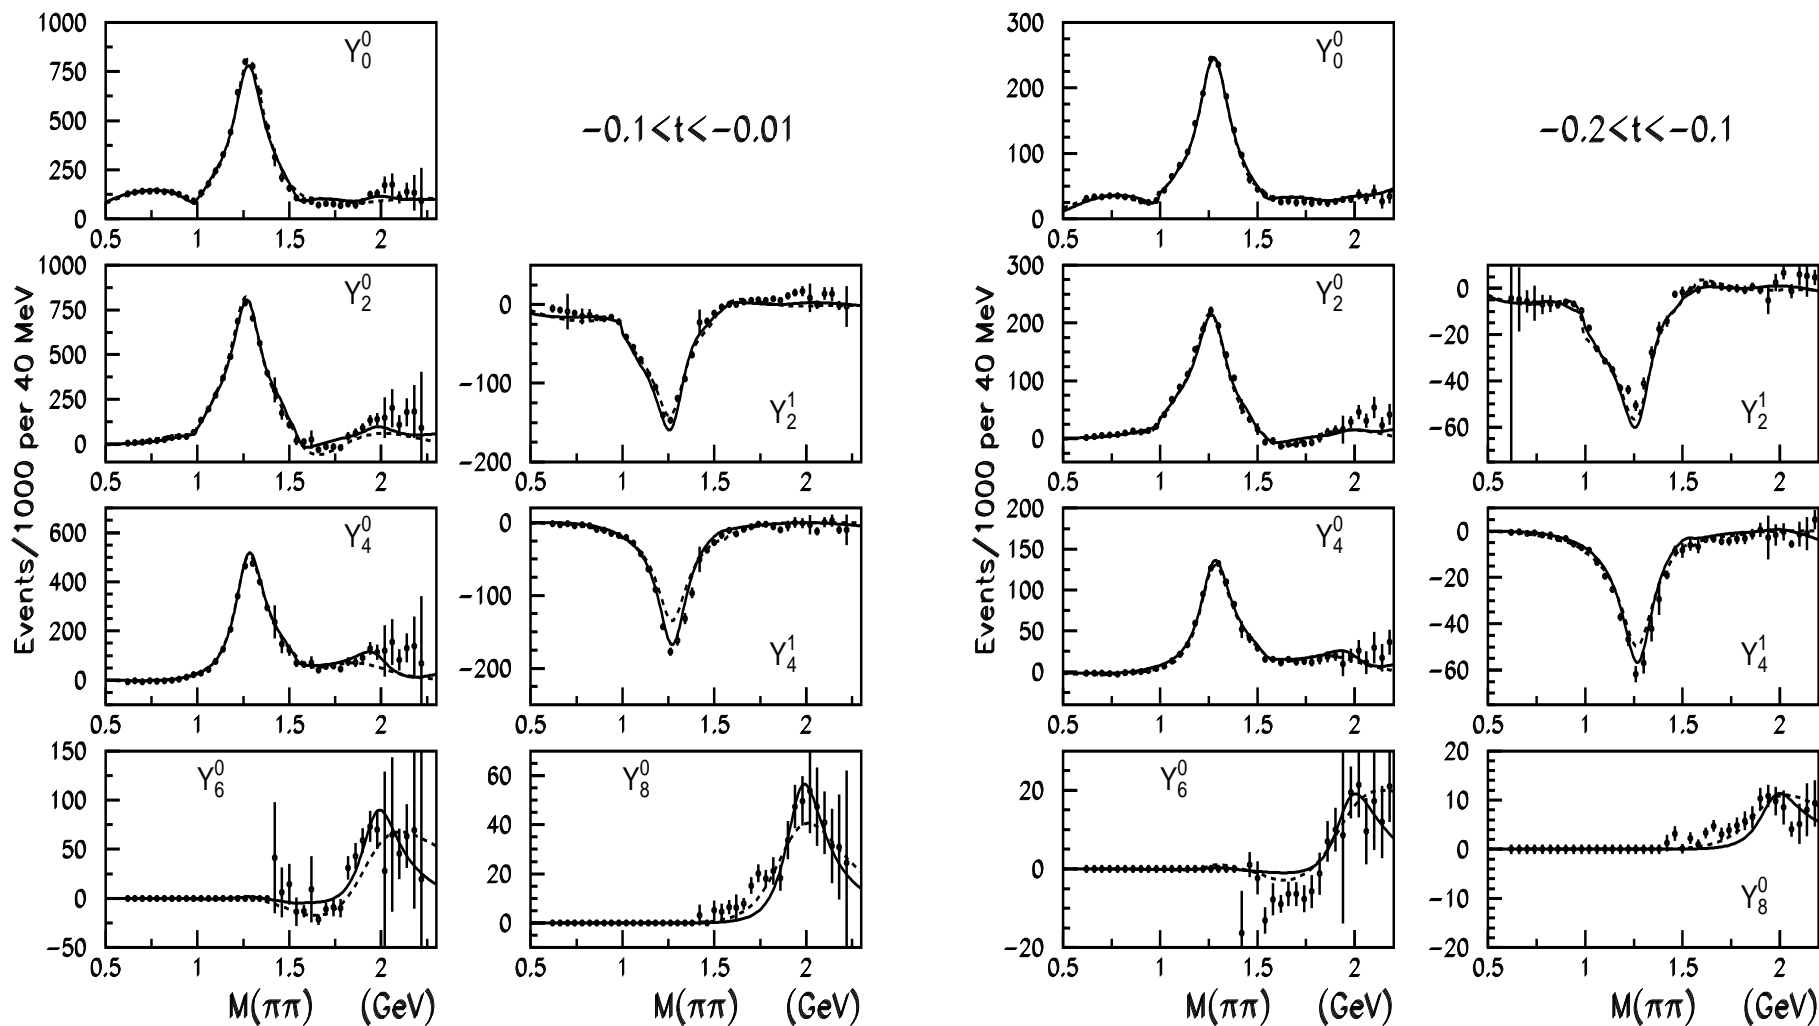 Y₀⁰
1000
750
500
250
0
0.5 1 1.5 2
−0.1<t<−0.01
Y₀⁰
300
200
100
0
0.5 1 1.5 2
−0.2<t<−0.1
Events/1000 per 40 MeV
Y₂⁰
1000
750
500
250
0
0.5 1 1.5 2
Y₂¹
0
−100
−200
0.5 1 1.5 2
Events/1000 per 40 MeV
Y₂⁰
300
200
100
0
0.5 1 1.5 2
Y₂¹
0
−20
−40
−60
0.5 1 1.5 2
Y₄⁰
600
400
200
0
0.5 1 1.5 2
Y₄¹
0
−100
−200
0.5 1 1.5 2
Y₄⁰
200
150
100
50
0
0.5 1 1.5 2
Y₄¹
0
−20
−40
−60
0.5 1 1.5 2
Y₆⁰
150
100
50
0
−50
0.5 1 1.5 2
M(ππ) (GeV)
Y₈⁰
60
40
20
0
0.5 1 1.5 2
M(ππ) (GeV)
Y₆⁰
20
0
−20
0.5 1 1.5 2
M(ππ) (GeV)
Y₈⁰
20
10
0
−10
−20
0.5 1 1.5 2
M(ππ) (GeV)